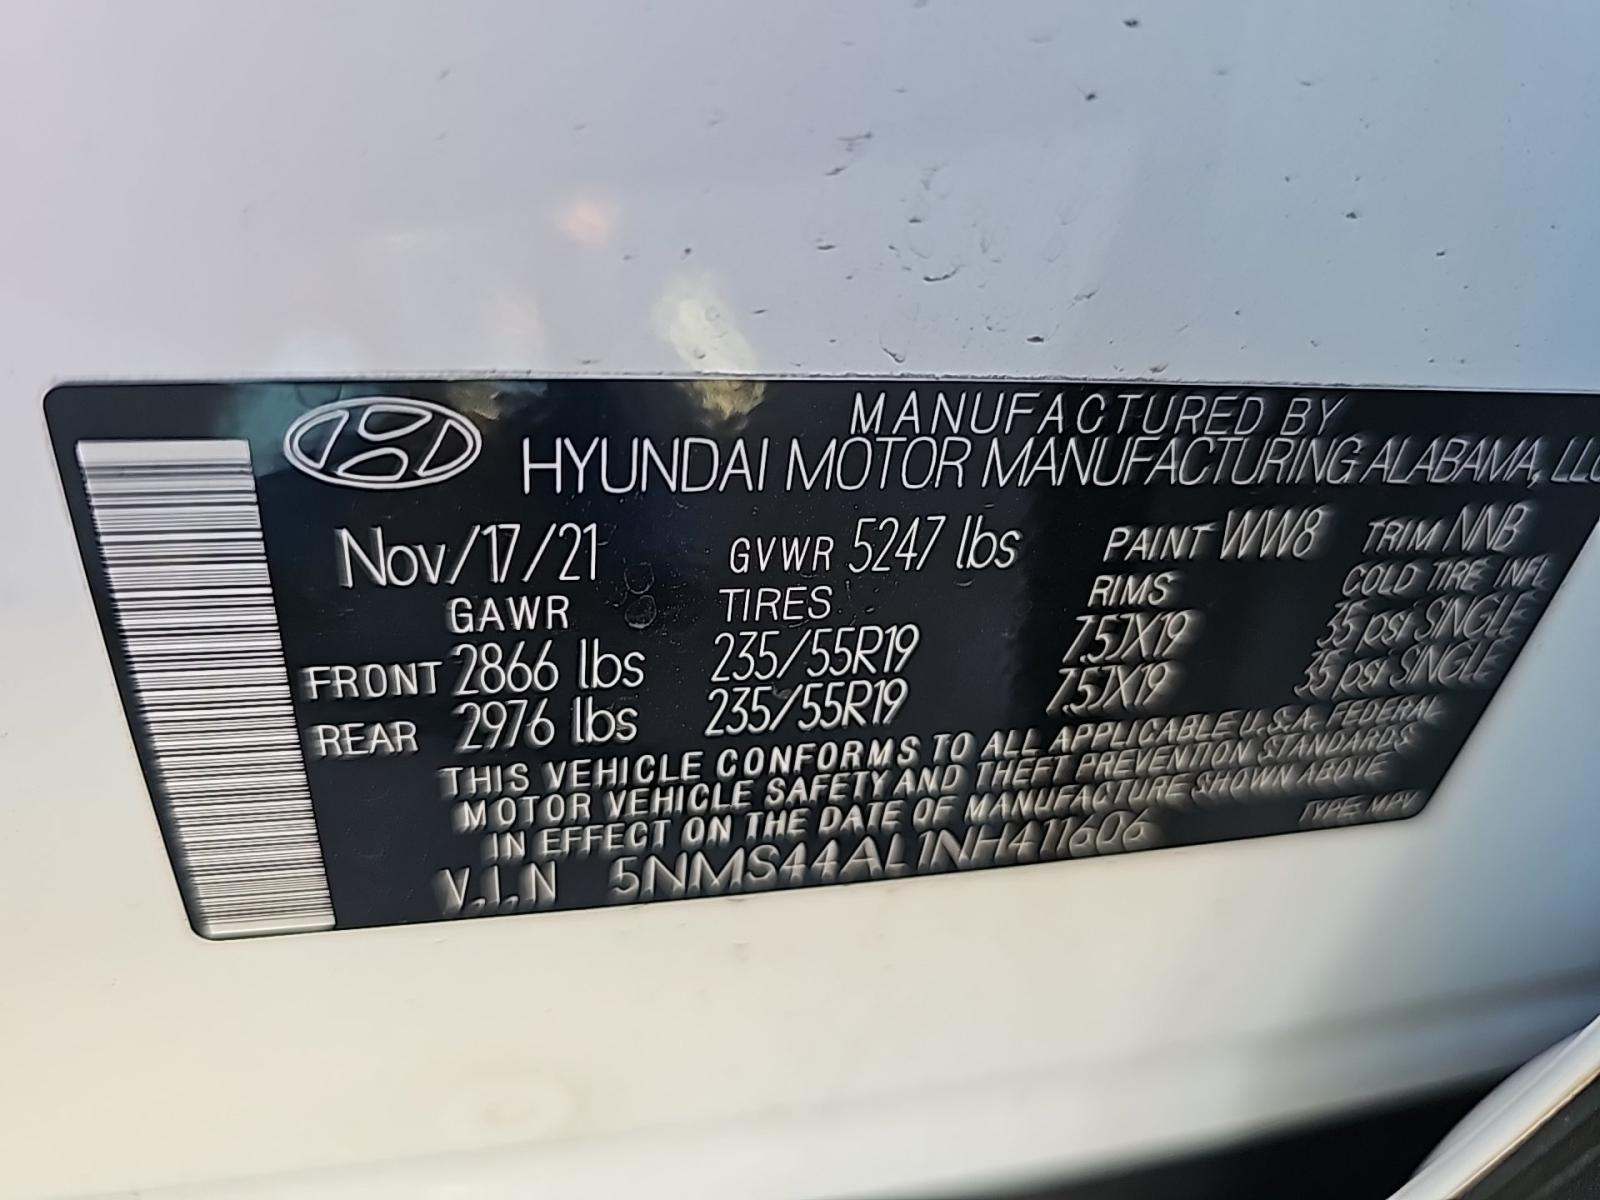 MANUFACTURED BY
HYUNDAI MOTOR MANUFACTURING ALABAMA, LLC
Nov/17/21 GVWR 5247 lbs PAINT WW8 TRIM NNB
GAWR TIRES RIMS COLD TIRE INFL
FRONT 2866 lbs 235/55R19 7.5JX19 35 psi SINGLE
REAR 2976 lbs 235/55R19 7.5JX19 35 psi SINGLE
THIS VEHICLE CONFORMS TO ALL APPLICABLE U.S.A. FEDERAL
MOTOR VEHICLE SAFETY AND THEFT PREVENTION STANDARDS
IN EFFECT ON THE DATE OF MANUFACTURE SHOWN ABOVE
V.I.N 5NMS44AL1NH411606 TYPE: MPV